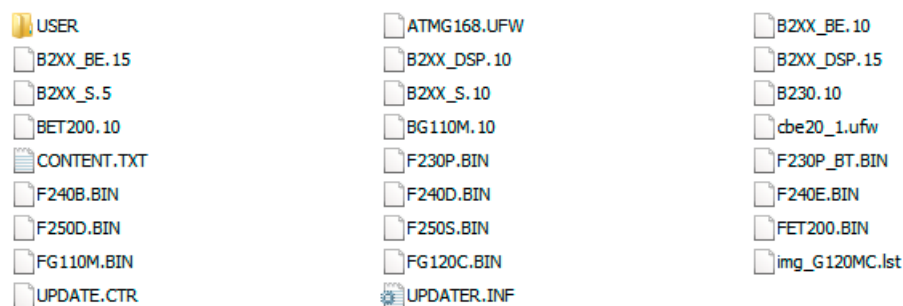 USER ATMG168.UFW B2XX_BE.10
B2XX_BE.15 B2XX_DSP.10 B2XX_DSP.15
B2XX_S.5 B2XX_S.10 B230.10
BET200.10 BG110M.10 cbe20_1.ufw
CONTENT.TXT F230P.BIN F230P_BT.BIN
F240B.BIN F240D.BIN F240E.BIN
F250D.BIN F250S.BIN FET200.BIN
FG110M.BIN FG120C.BIN img_G120MC.lst
UPDATE.CTR UPDATER.INF